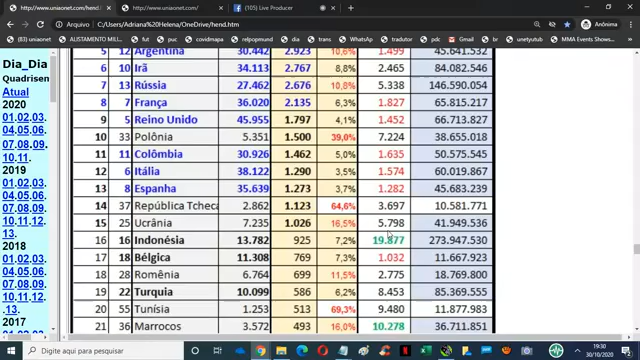 http://www.uniaonet.com/hend.htm
http://www.uniaonet.com/
(105) Live Producer
Arquivo
C:/Users/Adriana%20Helena/OneDrive/hend.htm
Anônima
ALISTAMENTO MILIT
puc
covidmapa
repolpromund
Twitter
uniaonet
Twitter
pdc
orçamento
uniaonet
MMA Events Shows...
Dia_Dia
Quadrisen
Atual
2020
01,02,03,
04,05,06,
07,08,09,
10,11.
2019
01,02,03,
04,05,06,
07,08,09,
10,11,12,
13.
2018
01,02,03,
04,05,06,
07,08,09,
10,11,12,
13.
2017
01,02,03,
5 12 Argentina 30.442 2.923 10,6% 1.499 45.641.532
6 10 Irã 34.113 2.767 8,8% 2.465 84.082.546
7 13 Rússia 27.462 2.676 10,8% 5.338 146.590.054
8 7 França 36.020 2.135 6,3% 1.827 65.815.217
9 5 Reino Unido 45.955 1.797 4,1% 1.452 66.713.827
10 33 Polônia 5.351 1.500 39,0% 7.224 38.655.018
11 11 Colômbia 30.926 1.462 5,0% 1.635 50.575.545
12 6 Itália 38.122 1.290 3,5% 1.574 60.019.867
13 8 Espanha 35.639 1.273 3,7% 1.282 45.683.239
14 37 República Tcheca 2.862 1.123 64,6% 3.697 10.581.771
15 25 Ucrânia 7.235 1.026 16,5% 5.798 41.949.536
16 16 Indonésia 13.782 925 7,2% 19.877 273.947.530
17 18 Bélgica 11.308 769 7,3% 1.032 11.667.923
18 28 Romênia 6.764 699 11,5% 2.775 18.769.800
19 22 Turquia 10.099 586 6,2% 8.453 85.369.555
20 55 Tunísia 1.253 513 69,3% 9.480 11.877.983
21 36 Marrocos 3.572 493 16,0% 10.278 36.711.851
Digite aqui para pesquisar
19:30
30/10/2020